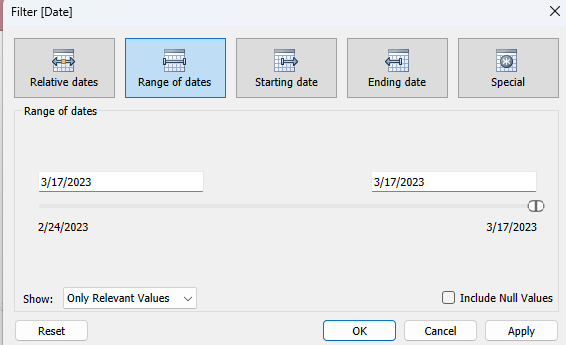 Filter [Date]
Relative dates
Range of dates
Starting date
Ending date
Special
Range of dates
3/17/2023
3/17/2023
2/24/2023
3/17/2023
Show:
Only Relevant Values
Include Null Values
Reset
OK
Cancel
Apply